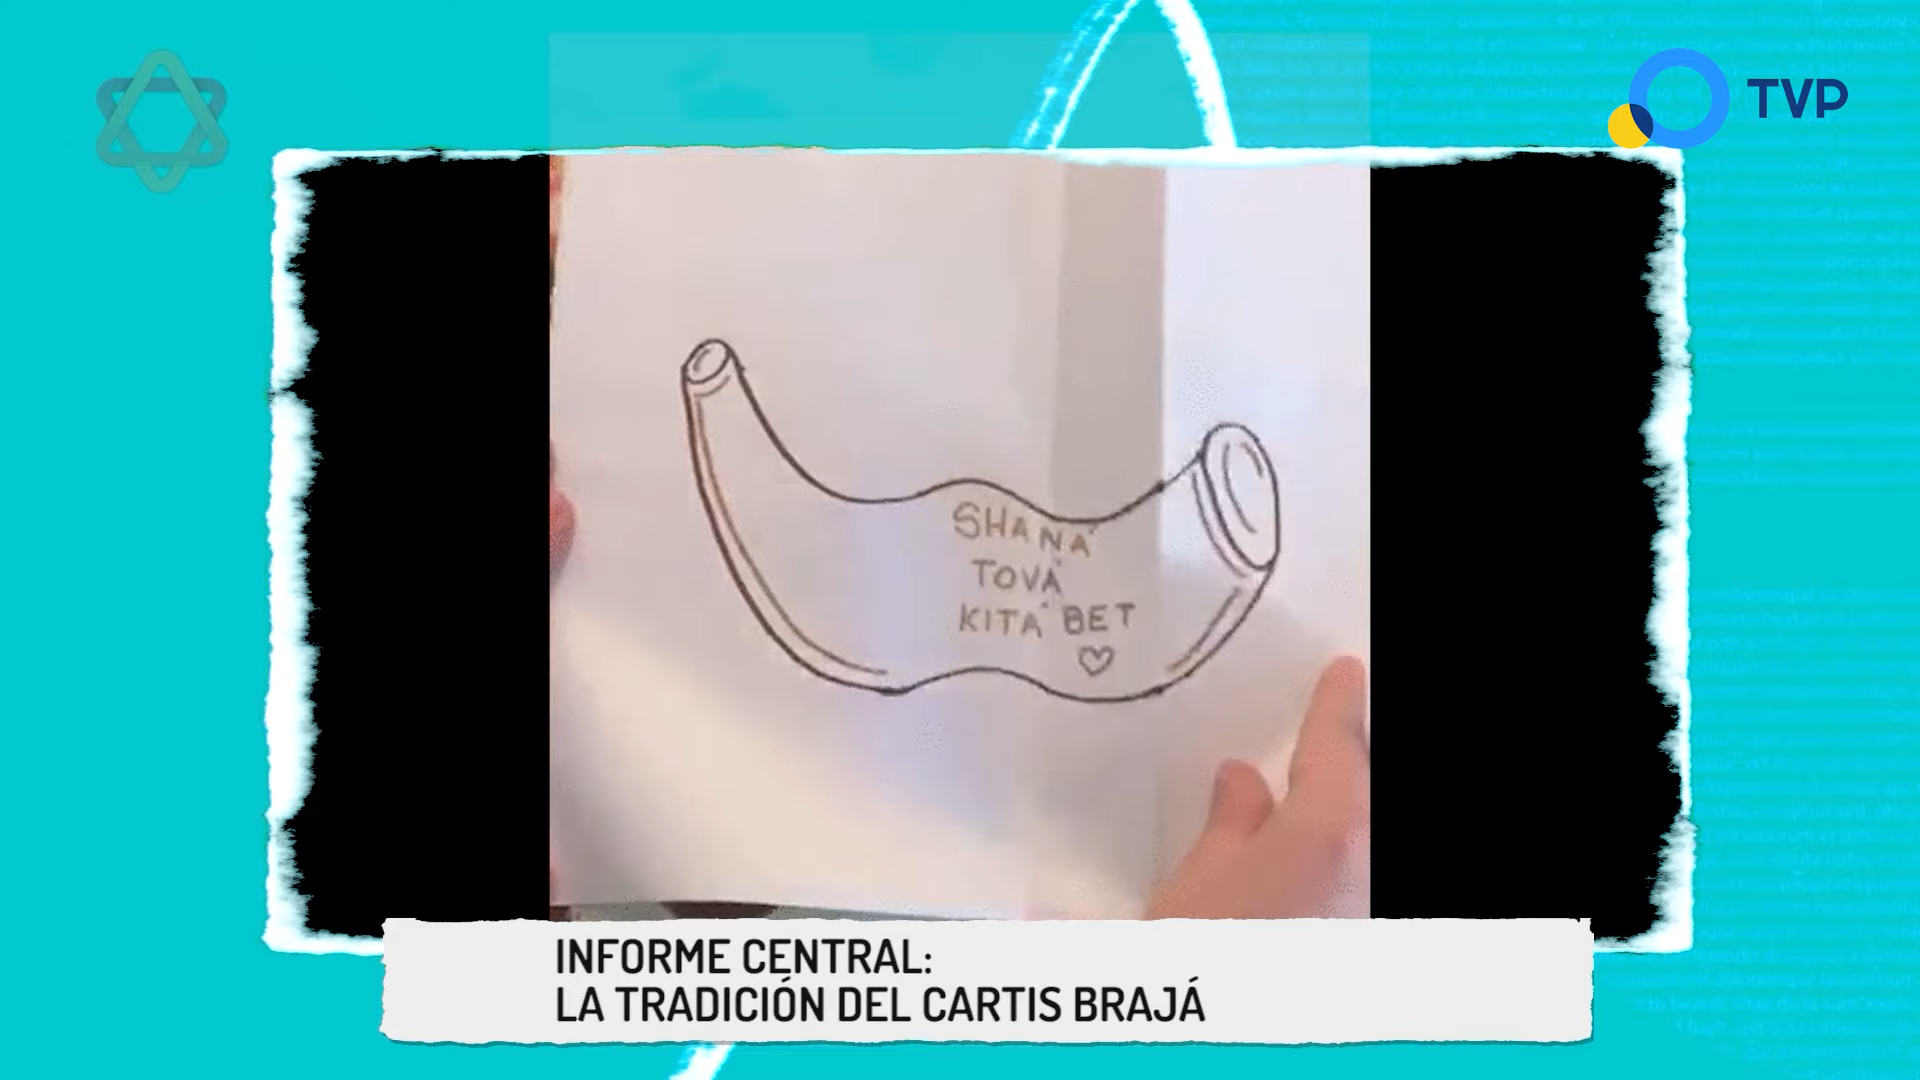 TVP
SHANÁ
TOVÁ
KITÁ BET
INFORME CENTRAL:
LA TRADICIÓN DEL CARTIS BRAJÁ